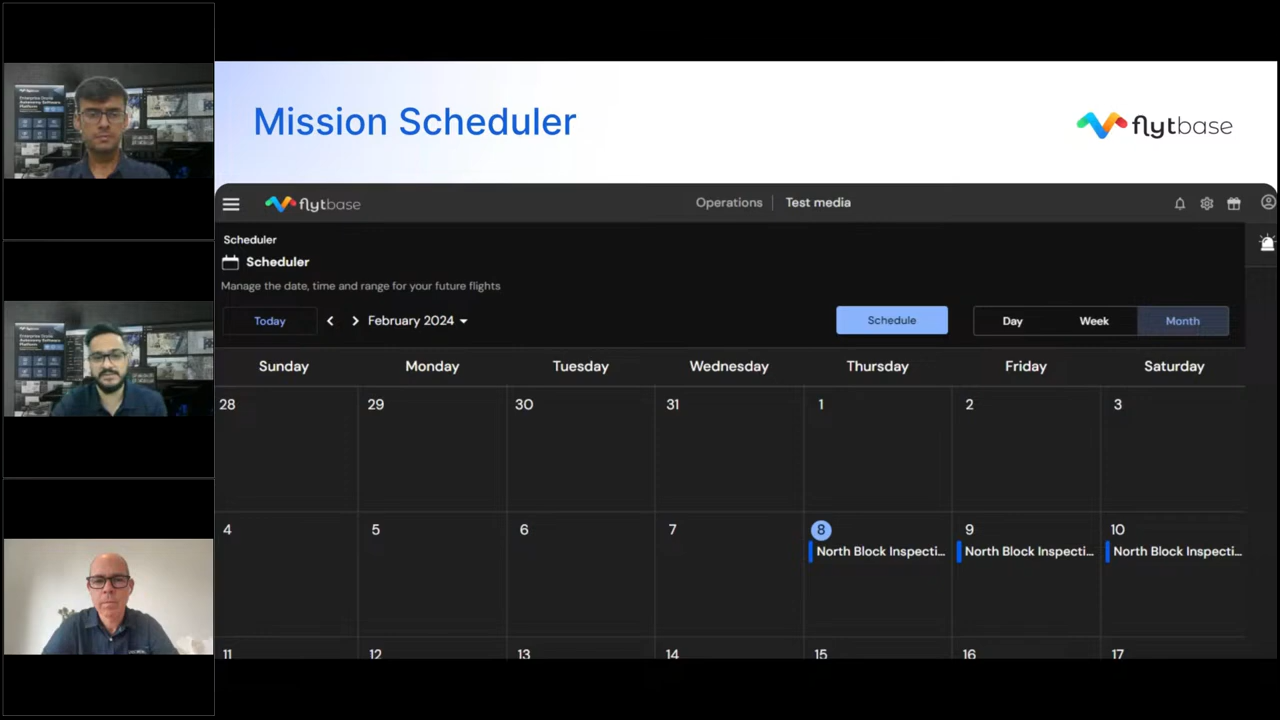 Mission Scheduler
flytbase
flytbase
Operations
Test media
Scheduler
Scheduler
Manage the date, time and range for your future flights
Today
February 2024
Schedule
Day
Week
Month
Sunday
Monday
Tuesday
Wednesday
Thursday
Friday
Saturday
28
29
30
31
1
2
3
4
5
6
7
8
9
10
North Block Inspecti...
North Block Inspecti...
North Block Inspecti...
11
12
13
14
15
16
17